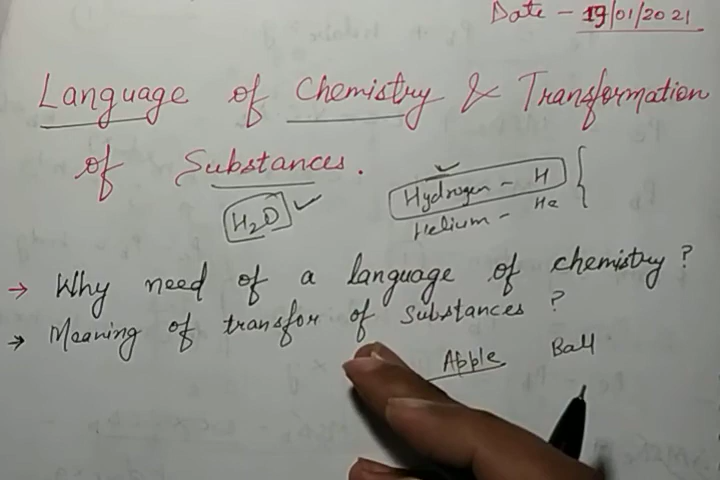 Date - 19/01/2021
Language of Chemistry & Transformation
of Substances.
H₂O
Hydrogen - H
Helium - He
→ Why need of a language of chemistry?
→ Meaning of transfor of substances ?
Apple Ball